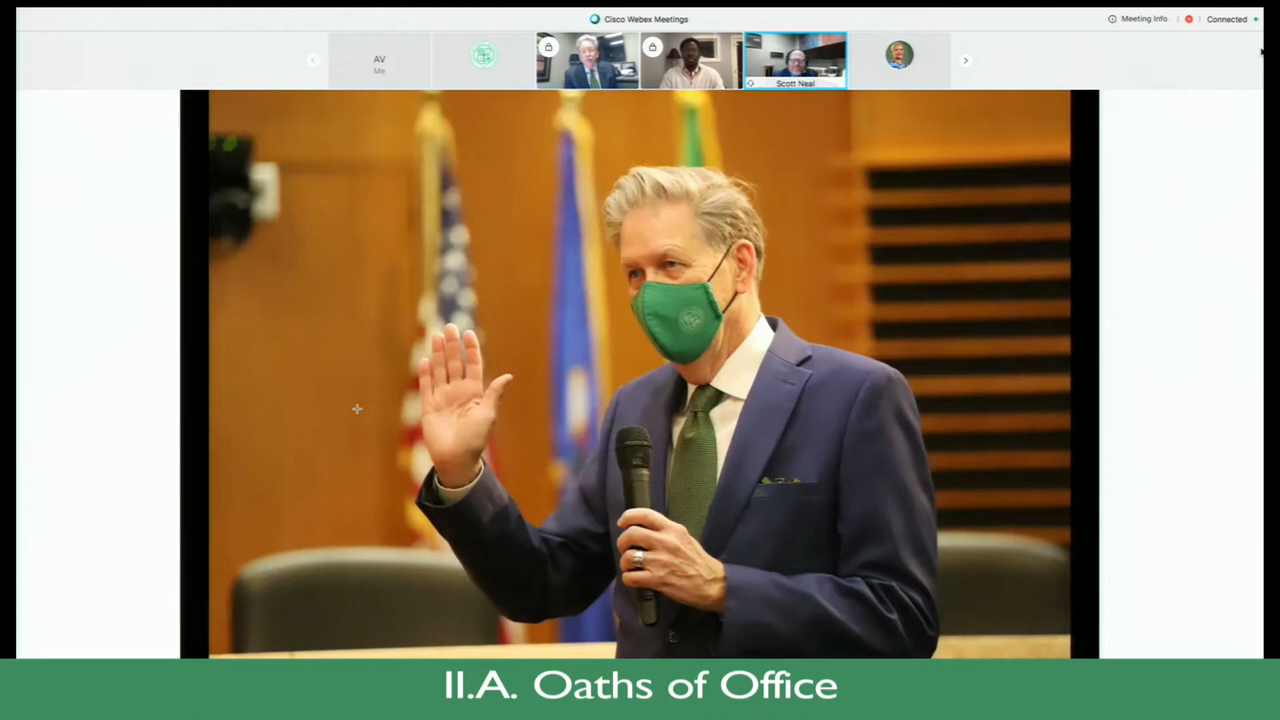 Cisco Webex Meetings
Meeting Info
Connected
AV
Me
Scott Neal
II.A. Oaths of Office